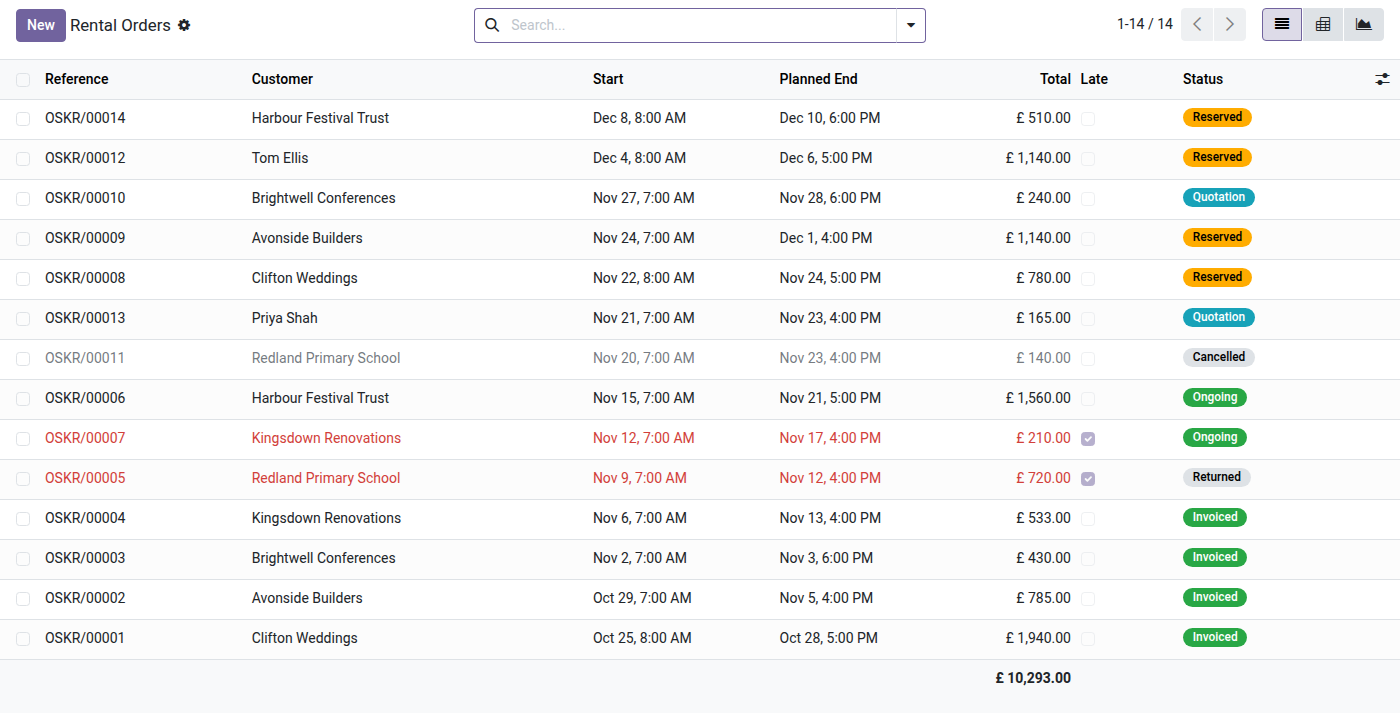 New Rental Orders Search... 1-14 / 14
Reference Customer Start Planned End Total Late Status
OSKR/00014 Harbour Festival Trust Dec 8, 8:00 AM Dec 10, 6:00 PM £ 510.00 Reserved
OSKR/00012 Tom Ellis Dec 4, 8:00 AM Dec 6, 5:00 PM £ 1,140.00 Reserved
OSKR/00010 Brightwell Conferences Nov 27, 7:00 AM Nov 28, 6:00 PM £ 240.00 Quotation
OSKR/00009 Avonside Builders Nov 24, 7:00 AM Dec 1, 4:00 PM £ 1,140.00 Reserved
OSKR/00008 Clifton Weddings Nov 22, 8:00 AM Nov 24, 5:00 PM £ 780.00 Reserved
OSKR/00013 Priya Shah Nov 21, 7:00 AM Nov 23, 4:00 PM £ 165.00 Quotation
OSKR/00011 Redland Primary School Nov 20, 7:00 AM Nov 23, 4:00 PM £ 140.00 Cancelled
OSKR/00006 Harbour Festival Trust Nov 15, 7:00 AM Nov 21, 5:00 PM £ 1,560.00 Ongoing
OSKR/00007 Kingsdown Renovations Nov 12, 7:00 AM Nov 17, 4:00 PM £ 210.00 Ongoing
OSKR/00005 Redland Primary School Nov 9, 7:00 AM Nov 12, 4:00 PM £ 720.00 Returned
OSKR/00004 Kingsdown Renovations Nov 6, 7:00 AM Nov 13, 4:00 PM £ 533.00 Invoiced
OSKR/00003 Brightwell Conferences Nov 2, 7:00 AM Nov 3, 6:00 PM £ 430.00 Invoiced
OSKR/00002 Avonside Builders Oct 29, 7:00 AM Nov 5, 4:00 PM £ 785.00 Invoiced
OSKR/00001 Clifton Weddings Oct 25, 8:00 AM Oct 28, 5:00 PM £ 1,940.00 Invoiced
£ 10,293.00